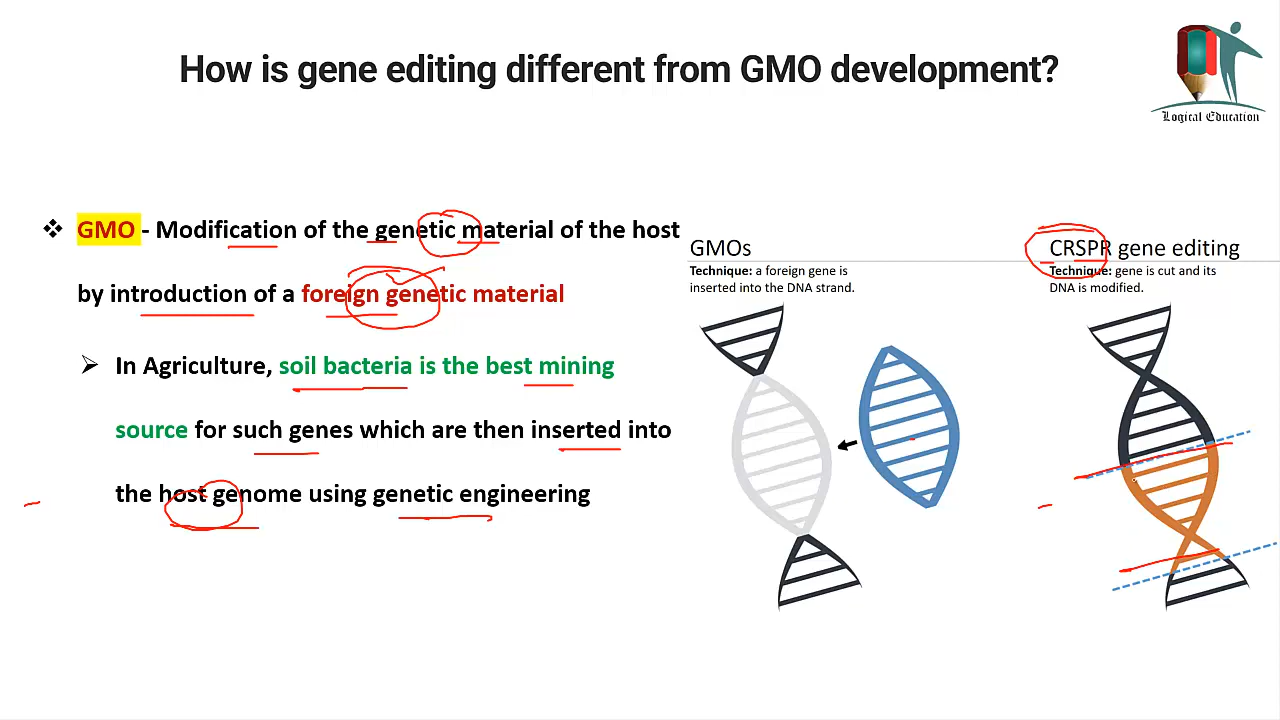 How is gene editing different from GMO development?
Logical Education
❖ GMO - Modification of the genetic material of the host
by introduction of a foreign genetic material
➢ In Agriculture, soil bacteria is the best mining
source for such genes which are then inserted into
the host genome using genetic engineering
GMOs
Technique: a foreign gene is
inserted into the DNA strand.
CRSPR gene editing
Technique: gene is cut and its
DNA is modified.